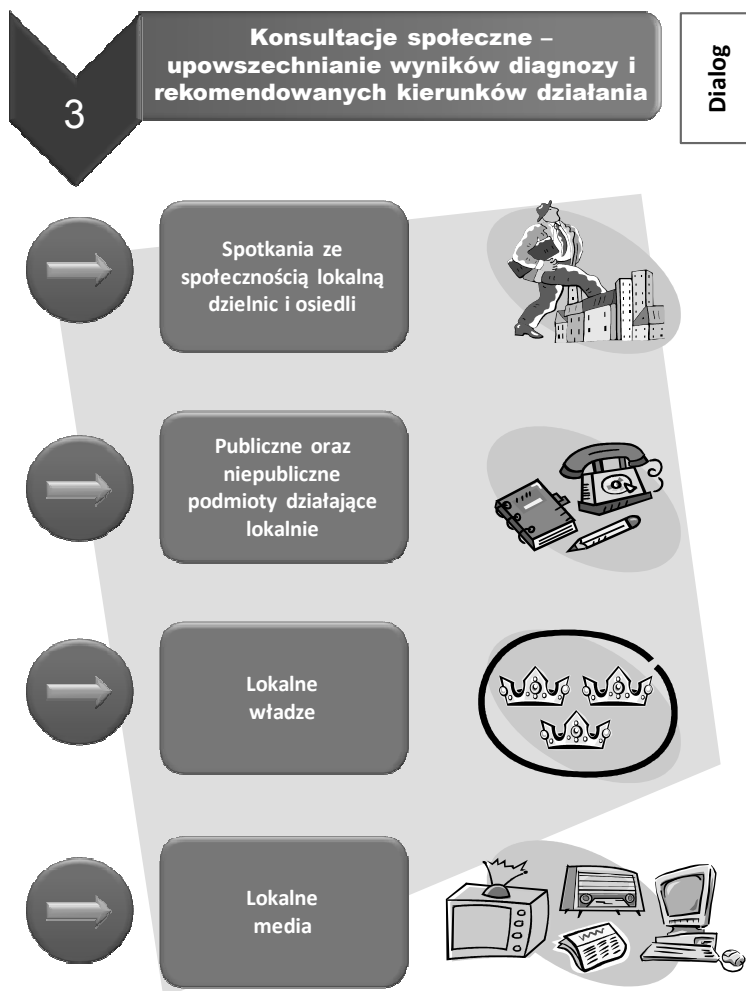 3
Konsultacje społeczne –
upowszechnianie wyników diagnozy i
rekomendowanych kierunków działania
Dialog
Spotkania ze
społecznością lokalną
dzielnic i osiedli
Publiczne oraz
niepubliczne
podmioty działające
lokalnie
Lokalne
władze
Lokalne
media